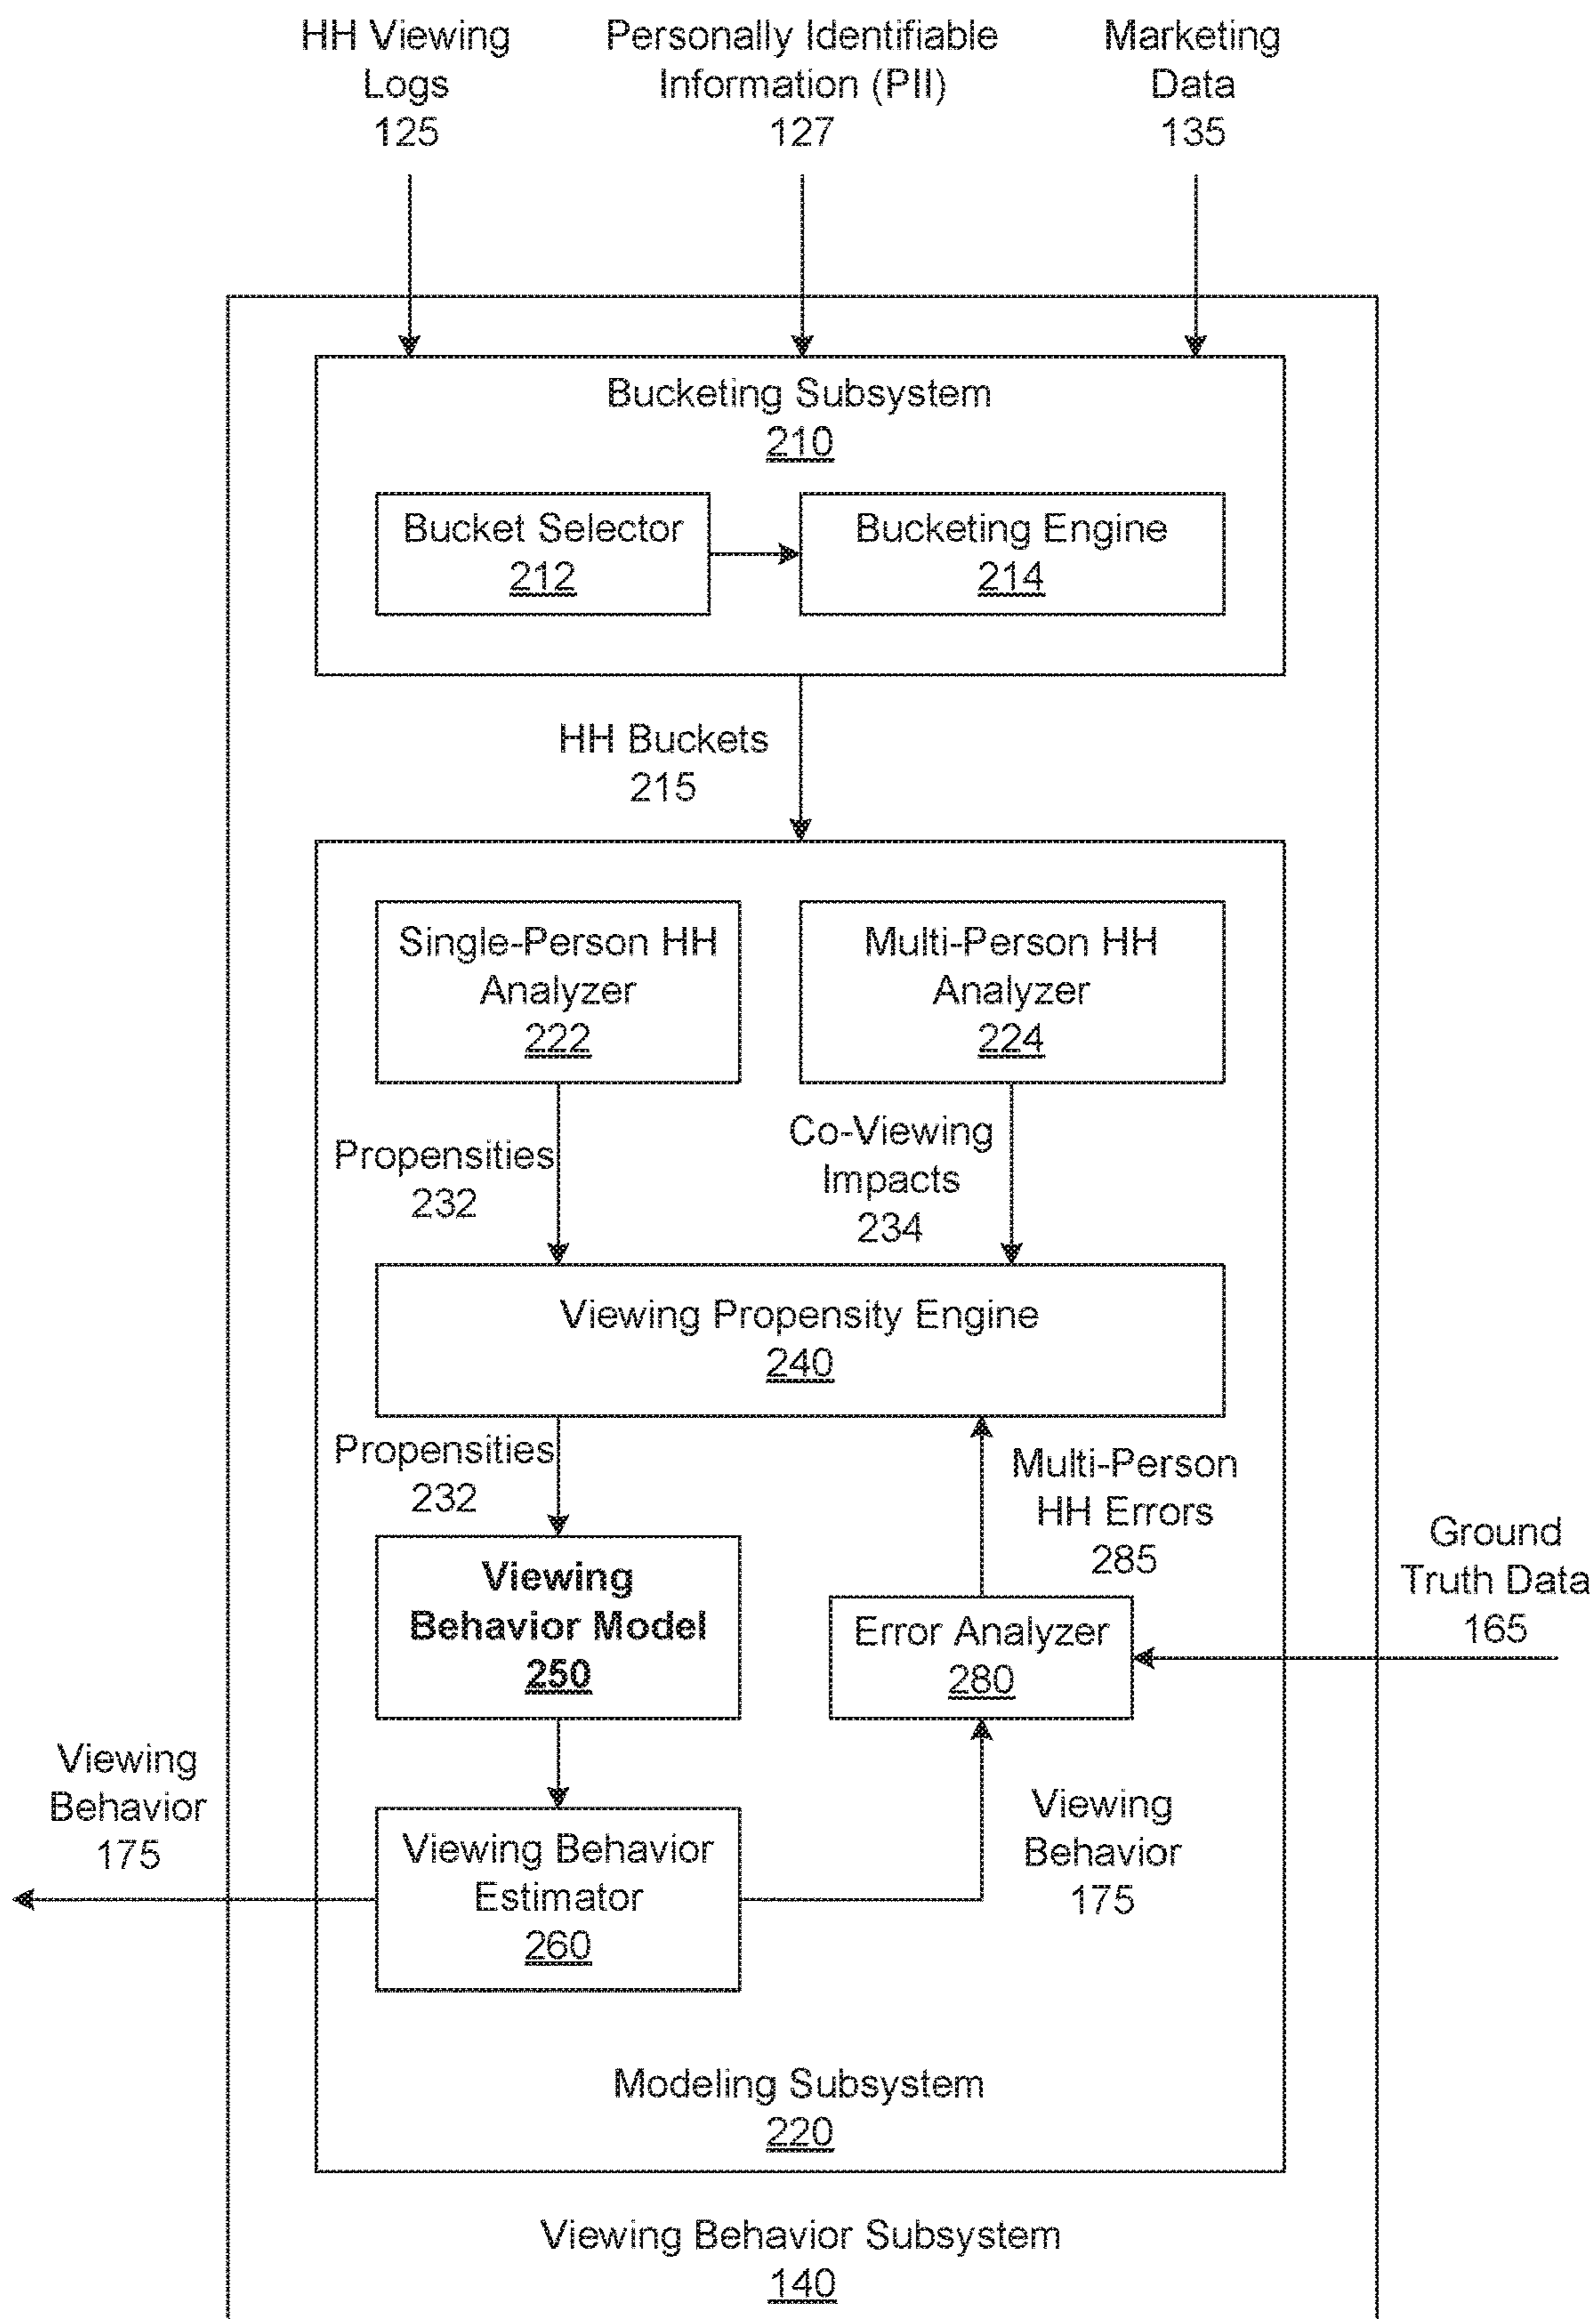 HH Viewing
Logs
125
Personally Identifiable
Information (PII)
127
Marketing
Data
135
Bucketing Subsystem
210
Bucket Selector
212
Bucketing Engine
214
HH Buckets
215
Single-Person HH
Analyzer
222
Multi-Person HH
Analyzer
224
Propensities
232
Co-Viewing
Impacts
234
Viewing Propensity Engine
240
Propensities
232
Multi-Person
HH Errors
285
Ground
Truth Data
165
Viewing
Behavior Model
250
Error Analyzer
280
Viewing
Behavior
175
Viewing Behavior
Estimator
260
Viewing
Behavior
175
Modeling Subsystem
220
Viewing Behavior Subsystem
140